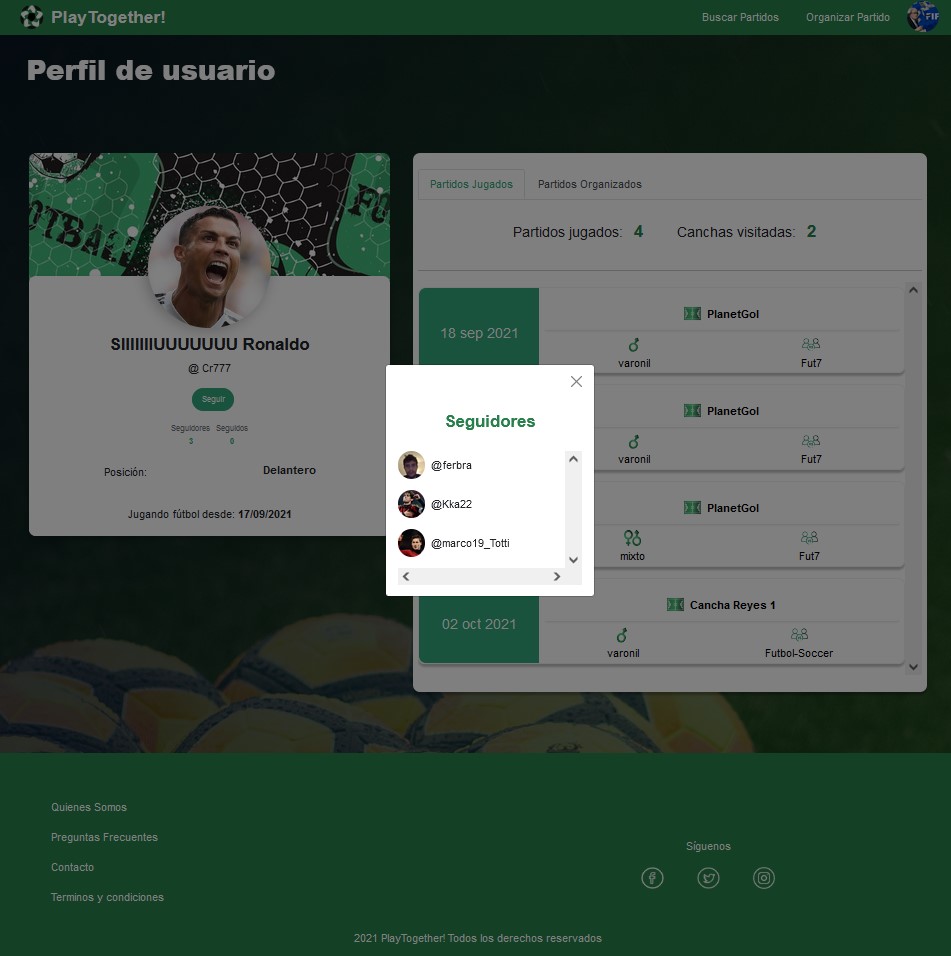 PlayTogether!
Buscar Partidos
Organizar Partido
FIF
Perfil de usuario
FOOTBALL
FO
SIIIIIIIUUUUUUU Ronaldo
@ Cr777
Seguir
Seguidores Seguidos
3 0
Posición: Delantero
Jugando fútbol desde: 17/09/2021
Partidos Jugados
Partidos Organizados
Partidos jugados: 4 Canchas visitadas: 2
18 sep 2021
PlanetGol
varonil Fut7
PlanetGol
varonil Fut7
PlanetGol
mixto Fut7
02 oct 2021
Cancha Reyes 1
varonil Futbol-Soccer
Seguidores
@ferbra
@Kka22
@marco19_Totti
Quienes Somos
Preguntas Frecuentes
Contacto
Terminos y condiciones
Síguenos
2021 PlayTogether! Todos los derechos reservados